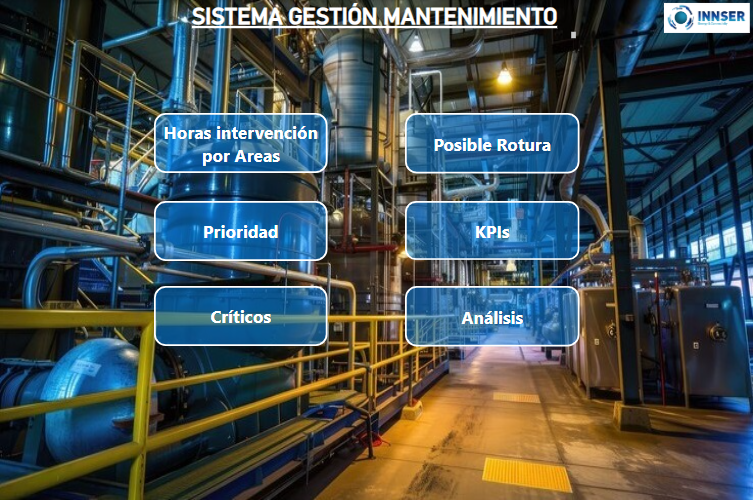 SISTEMA GESTIÓN MANTENIMIENTO
INNSER
Horas intervención
por Areas
Posible Rotura
Prioridad
KPIs
Críticos
Análisis